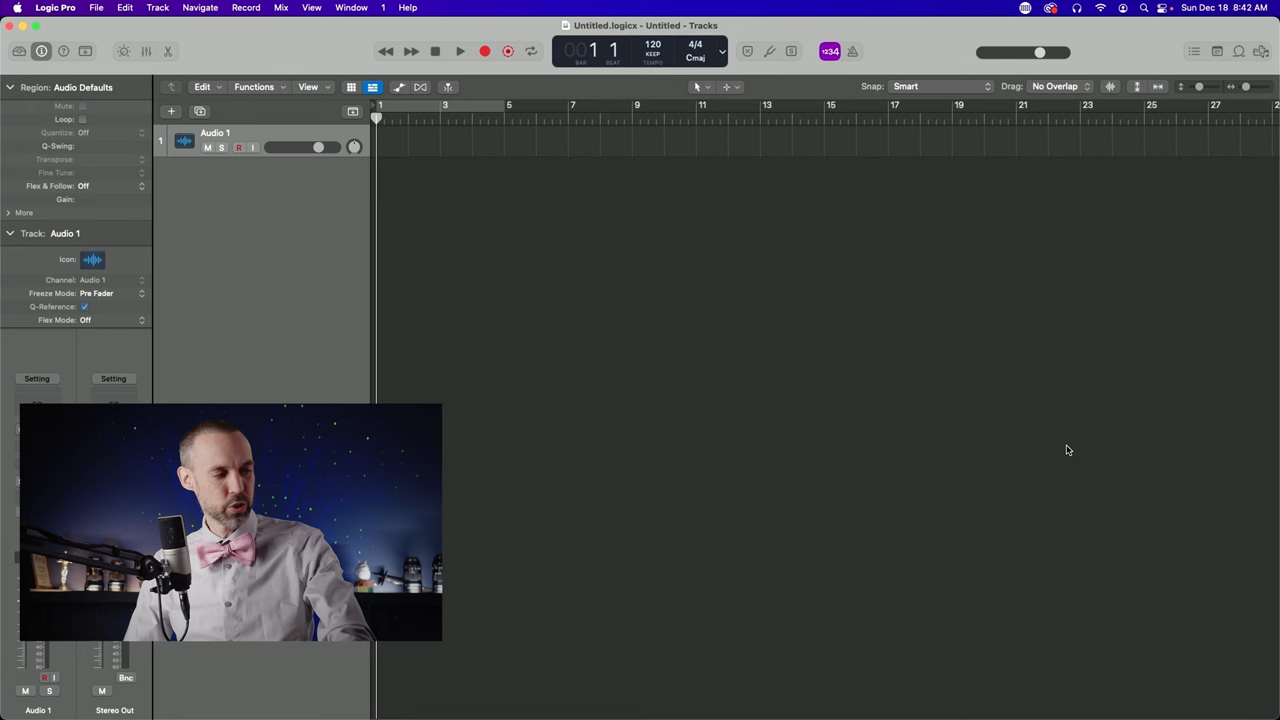 Logic Pro File Edit Track Navigate Record Mix View Window 1 Help Sun Dec 18 8:42 AM
Untitled.logicx - Untitled - Tracks
001 1 120 4/4
KEEP Cmaj
BAR BEAT TEMPO
1234
Region: Audio Defaults
Edit Functions View Snap: Smart Drag: No Overlap
Mute:
Loop:
Quantize: Off
Q-Swing:
Transpose:
Fine Tune:
Flex & Follow: Off
Gain:
More
1 3 5 7 9 11 13 15 17 19 21 23 25 27
1 Audio 1
M S R I
Track: Audio 1
Icon:
Channel: Audio 1
Freeze Mode: Pre Fader
Q-Reference:
Flex Mode: Off
Setting Setting
R I Bnc
M S M
Audio 1 Stereo Out